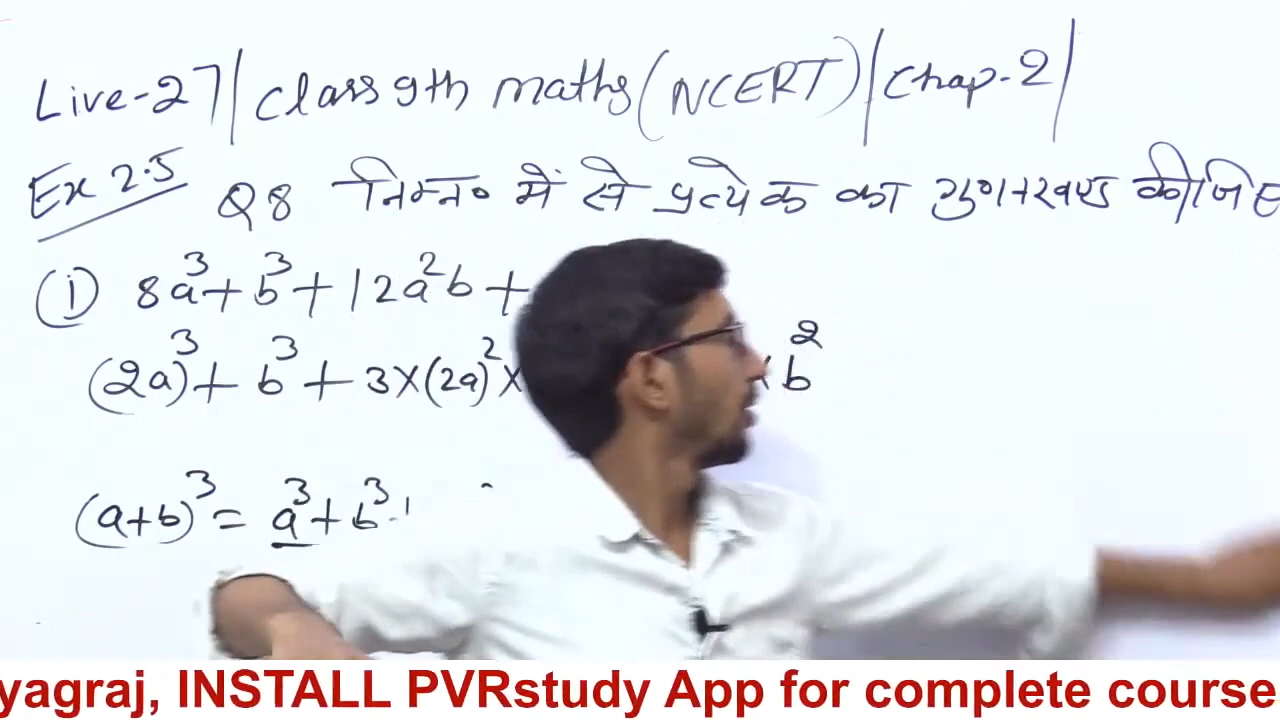 Live-27 | Class 9th maths (NCERT) | Chap-2 |
Ex 2.5 Q8 निम्न० में से प्रत्येक का गुणनखण्ड कीजिए
(i) 8a³ + b³ + 12a²b +
(2a)³ + b³ + 3×(2a)²× × b²
(a+b)³ = a³ + b³ +
yagraj, INSTALL PVRstudy App for complete course